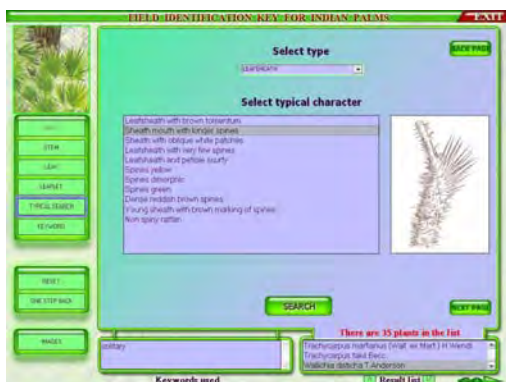 FIELD IDENTIFICATION KEY FOR INDIAN PALMS
EXIT
Select type
BACK PAGE
LEAFSHEATH
Select typical character
Leafsheath with brown tomentum
Sheath mouth with longer spines
Sheath with oblique white patches
Leafsheath with very few spines
Leafsheath and petiole scurfy
Spines yellow
Spines dimorphic
Spines green
Dense reddish brown spines
Young sheath with brown marking of spines
Non spiny rattan
STEM
LEAF
LEAFLET
TYPICAL SEARCH
KEYWORD
RESET
ONE STEP BACK
IMAGES
SEARCH
NEXT PAGE
There are 35 plants in the list
solitary
Trachycarpus martianus (Wall. ex Mart.) H.Wendl.
Trachycarpus takil Becc.
Wallichia disticha T.Anderson
Keywords used
Result list